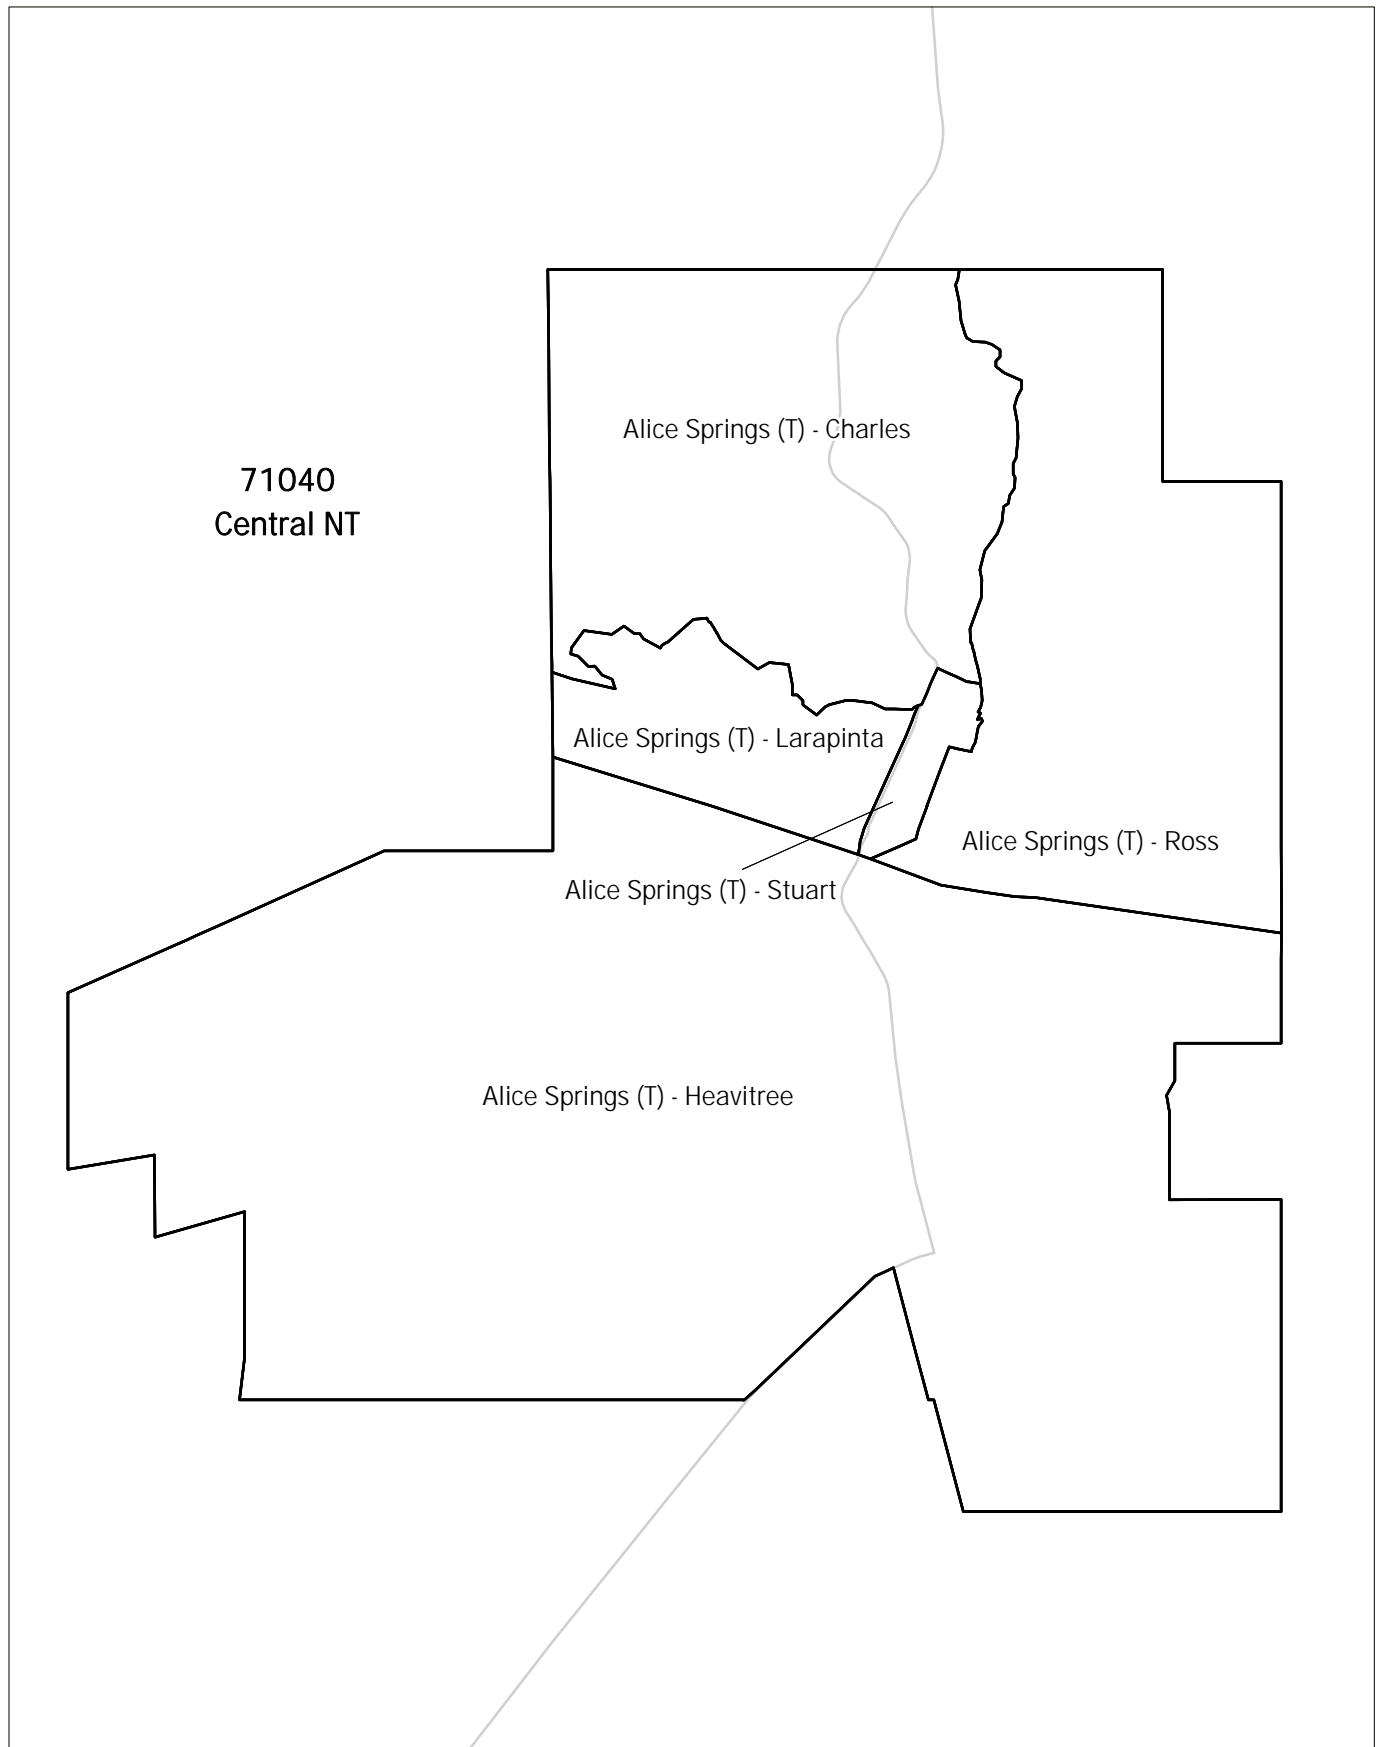 Alice Springs (T) - Charles
71040
Central NT
Alice Springs (T) - Larapinta
Alice Springs (T) - Ross
Alice Springs (T) - Stuart
Alice Springs (T) - Heavitree